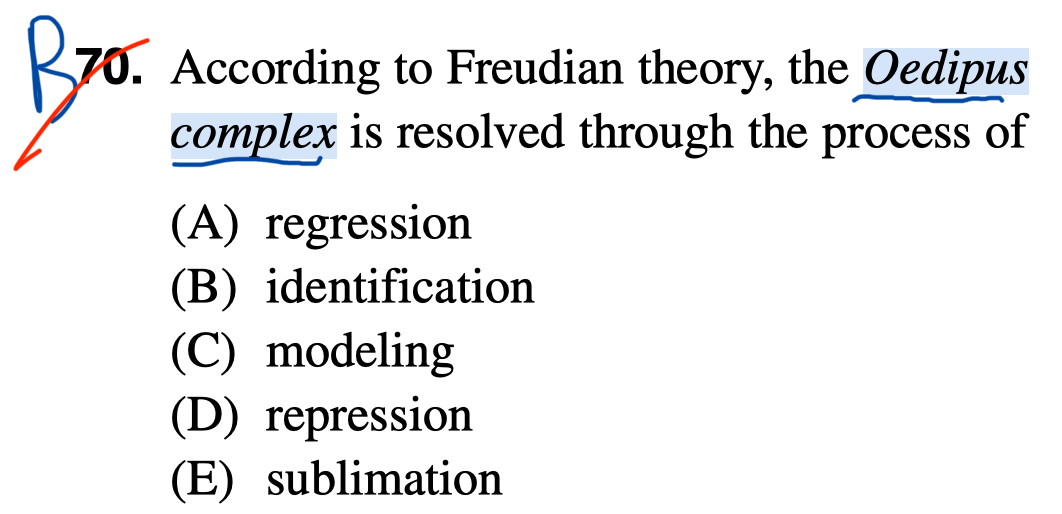 B 70. According to Freudian theory, the Oedipus
complex is resolved through the process of
(A) regression
(B) identification
(C) modeling
(D) repression
(E) sublimation